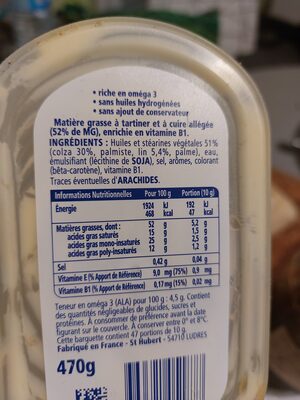 • riche en oméga 3
• sans huiles hydrogénées
• sans ajout de conservateur
Matière grasse à tartiner et à cuire allégée
(52% de MG), enrichie en vitamine B1.
INGRÉDIENTS : Huiles et stéarines végétales 51%
(colza 30%, palmiste, lin 5,4%, palme), eau,
émulsifiant (lécithine de SOJA), sel, arômes, colorant
(bêta-carotène), vitamine B1.
Traces éventuelles d'ARACHIDES.
Informations Nutritionnelles Pour 100 g Portion (10 g)
Énergie 1924 kJ 192 kJ
468 kcal 47 kcal
Matières grasses, dont : 52 g 5,2 g
acides gras saturés 15 g 1,5 g
acides gras mono-insaturés 25 g 2,5 g
acides gras poly-insaturés 12 g 1,2 g
Sel 0,42 g 0,04 g
Vitamine E (% Apport de Référence) 9,0 mg (75%) 0,9 mg
Vitamine B1 (% Apport de Référence) 0,17 mg (15%) 0,02 mg
Teneur en oméga 3 (ALA) pour 100 g : 4,5 g. Contient
des quantités négligeables de glucides, sucres et
protéines. À consommer de préférence avant la date
figurant sur le couvercle. À conserver entre 0° et 8°C.
Cette barquette contient 47 portions de 10 g.
Fabriqué en France - St Hubert - 54710 LUDRES
470g